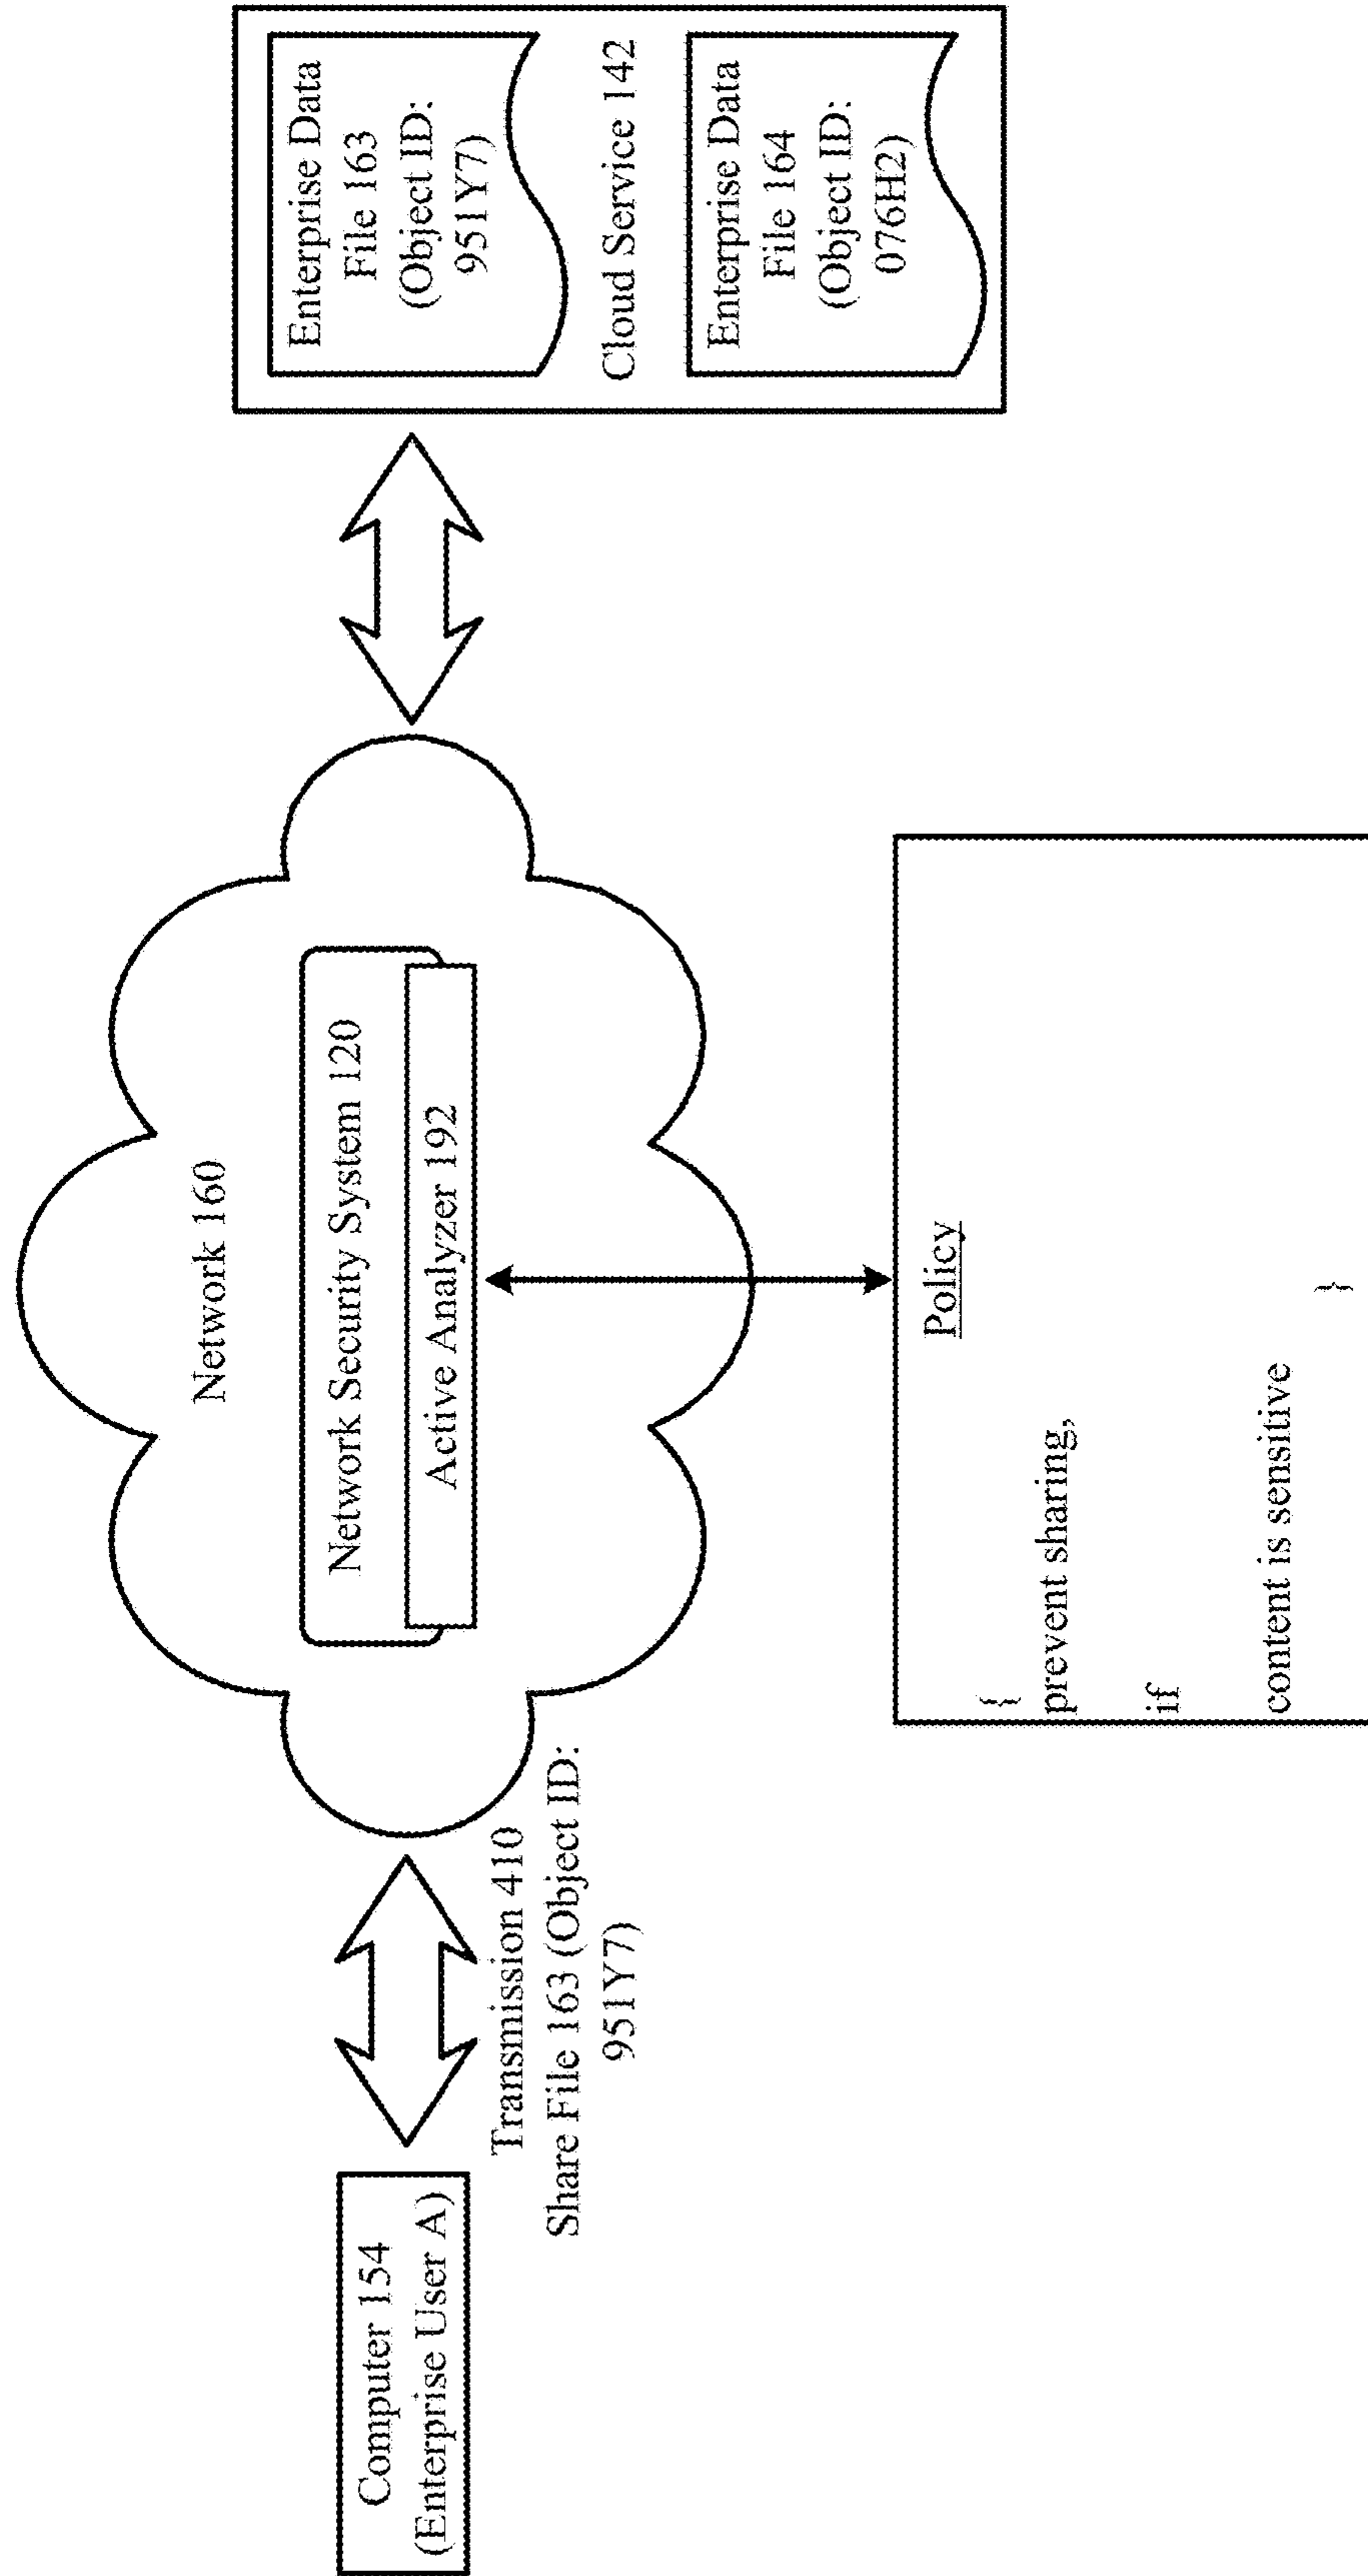 Computer 154
(Enterprise User A)
Transmission 410
Share File 163 (Object ID:
951Y7)
Network 160
Network Security System 120
Active Analyzer 192
Enterprise Data
File 163
(Object ID:
951Y7)
Cloud Service 142
Enterprise Data
File 164
(Object ID:
076H2)
Policy
{
prevent sharing,
if
content is sensitive
}